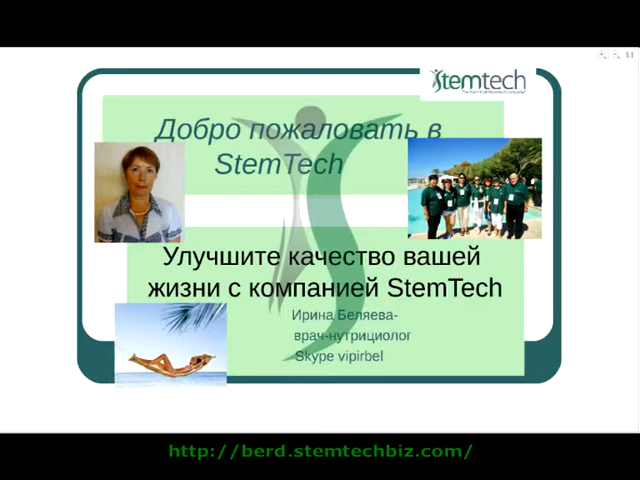 stemtech
Добро пожаловать в
StemTech
Улучшите качество вашей
жизни с компанией StemTech
Ирина Беляева-
врач-нутрициолог
Skype vipirbel
http://berd.stemtechbiz.com/